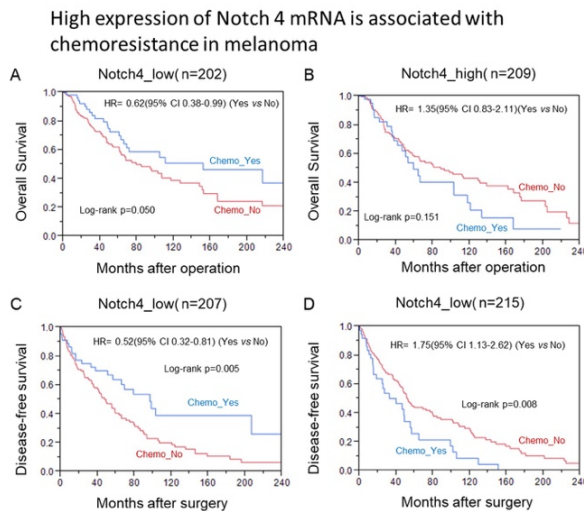 High expression of Notch 4 mRNA is associated with
chemoresistance in melanoma
A
Notch4_low( n=202)
HR= 0.62(95% CI 0.38-0.99) (Yes vs No)
Chemo_Yes
Chemo_No
Log-rank p=0.050
Overall Survival
1.0
0.8
0.6
0.4
0.2
0.0
0 40 80 120 160 200 240
Months after operation
B
Notch4_high(n=209)
HR= 1.35(95% CI 0.83-2.11)(Yes vs No)
Chemo_No
Chemo_Yes
Log-rank p=0.151
Overall Survival
1.0
0.8
0.6
0.4
0.2
0.0
0 40 80 120 160 200 240
Months after operation
C
Notch4_low(n=207)
HR= 0.52(95% CI 0.32-0.81) (Yes vs No)
Log-rank p=0.005
Chemo_Yes
Chemo_No
Disease-free survival
1.0
0.8
0.6
0.4
0.2
0.0
0 40 80 120 160 200 240
Months after surgery
D
Notch4_low(n=215)
HR= 1.75(95% CI 1.13-2.62) (Yes vs No)
Log-rank p=0.008
Chemo_No
Chemo_Yes
Disease-free survival
1.0
0.8
0.6
0.4
0.2
0.0
0 40 80 120 160 200 240
Months after surgery